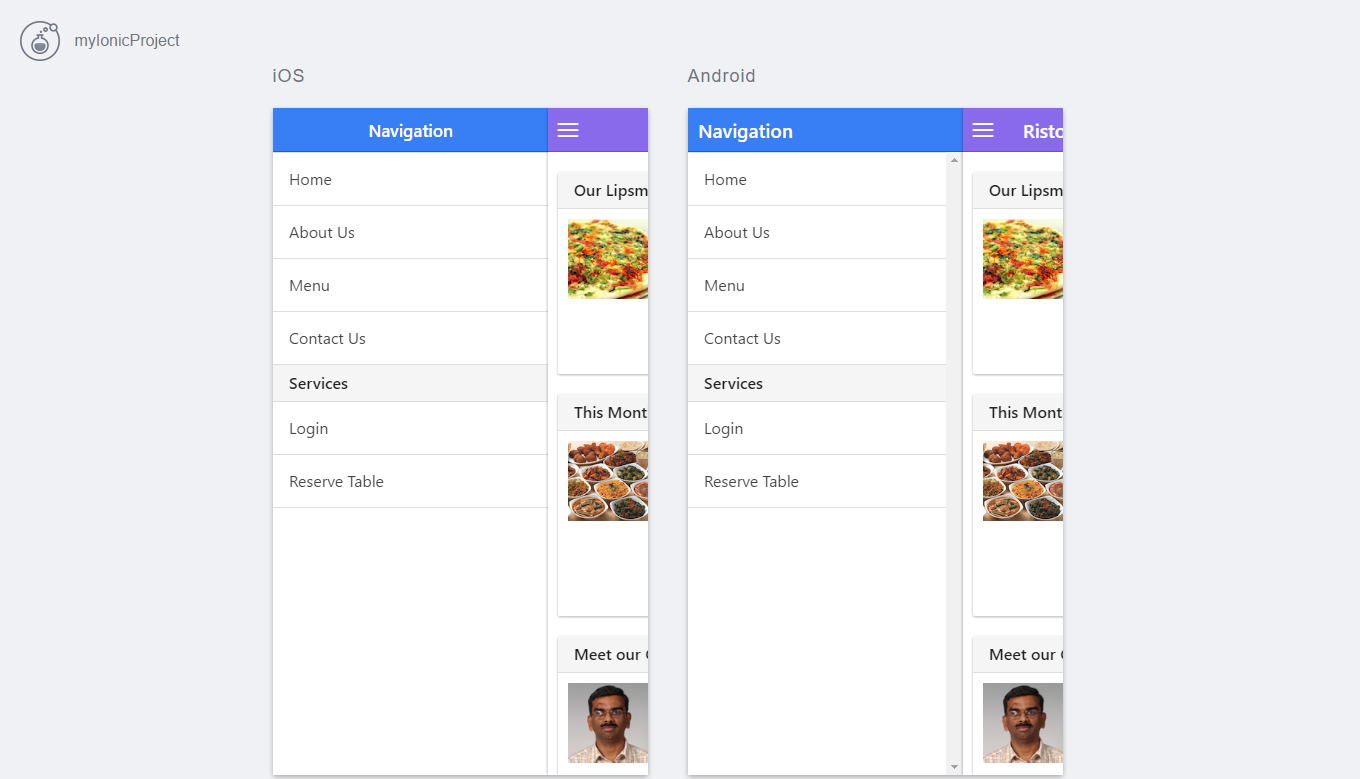 myIonicProject
iOS
Navigation
Home
About Us
Menu
Contact Us
Services
Login
Reserve Table
Our Lipsm
This Mont
Meet our
Android
Navigation
Risto
Home
About Us
Menu
Contact Us
Services
Login
Reserve Table
Our Lipsm
This Mont
Meet our